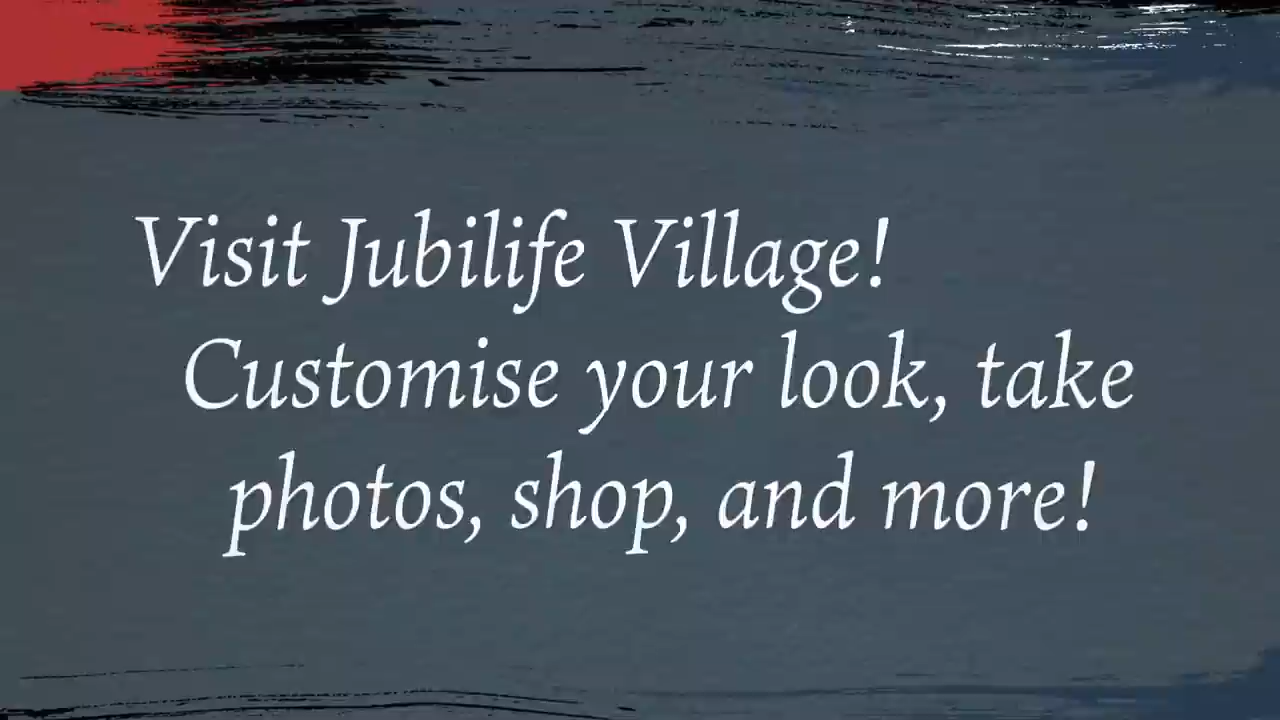 Visit Jubilife Village!
Customise your look, take
photos, shop, and more!